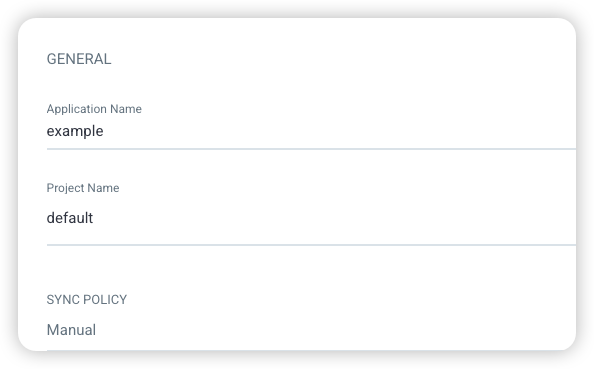 GENERAL
Application Name
example
Project Name
default
SYNC POLICY
Manual